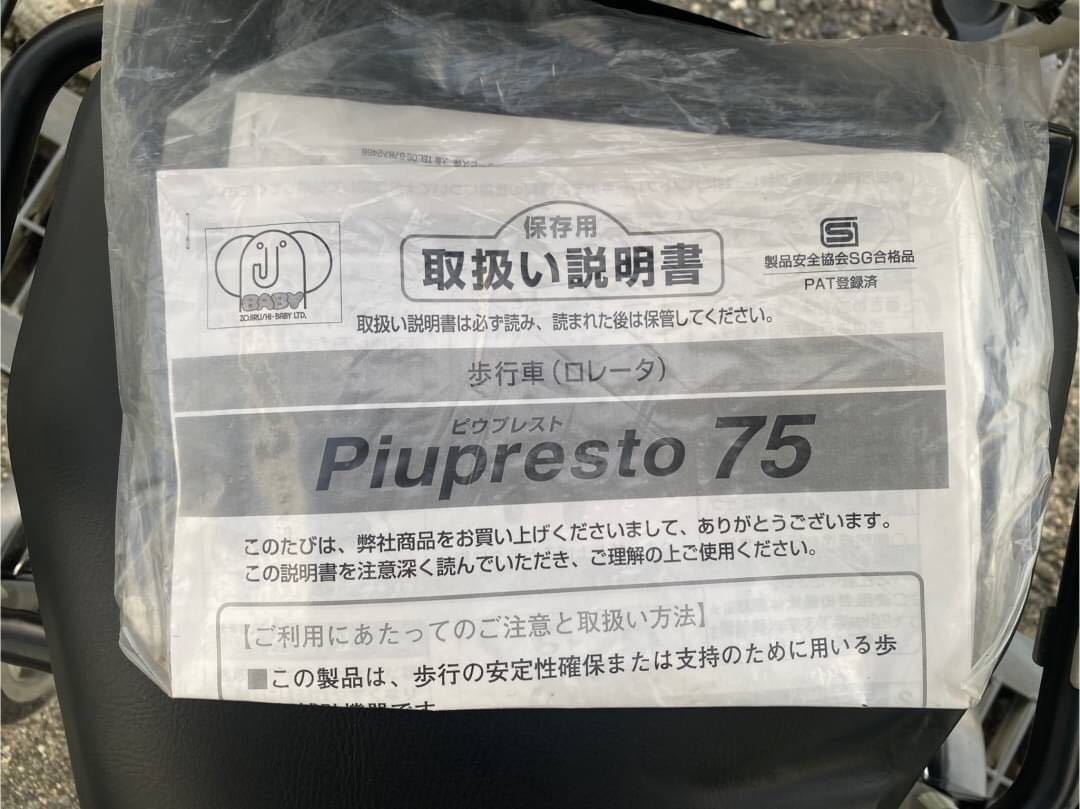 保存用
取扱い説明書
取扱い説明書は必ず読み、読まれた後は保管してください。
BABY
ZOJIRUSHI-BABY LTD.
製品安全協会SG合格品
PAT登録済
歩行車(ロレータ)
ピウプレスト
Piupresto 75
このたびは、弊社商品をお買い上げくださいまして、ありがとうございます。
この説明書を注意深く読んでいただき、ご理解の上ご使用ください。
【ご利用にあたってのご注意と取扱い方法】
■この製品は、歩行の安定性確保または支持のために用いる歩
機器です